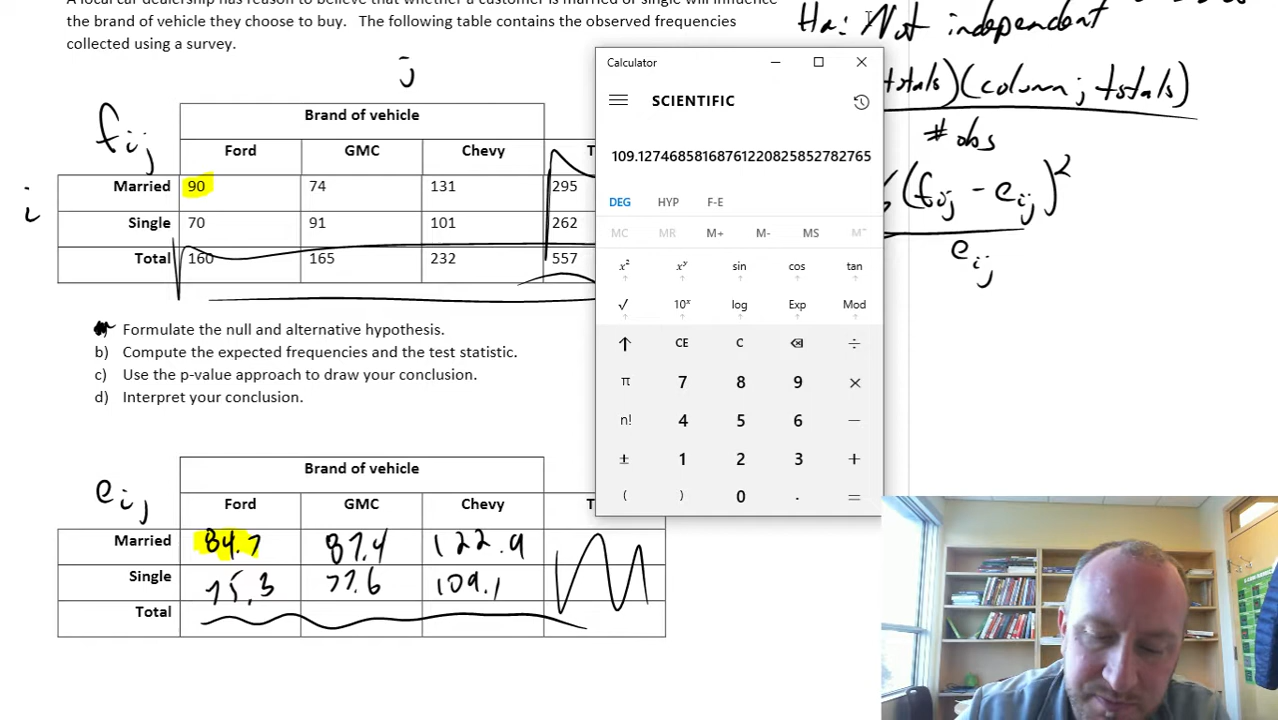 A local car dealership has reason to believe that whether a customer is married or single will influence
the brand of vehicle they choose to buy. The following table contains the observed frequencies
collected using a survey.
Ha: Not independent
totals)(column j totals)
# obs
(fij - eij)²
eij
j
fij
i
Brand of vehicle
Ford GMC Chevy T
Married 90 74 131 295
Single 70 91 101 262
Total 160 165 232 557
Formulate the null and alternative hypothesis.
b) Compute the expected frequencies and the test statistic.
c) Use the p-value approach to draw your conclusion.
d) Interpret your conclusion.
eij
Brand of vehicle
Ford GMC Chevy T
Married 84.7 87.4 122.9
Single 75.3 77.6 109.1
Total
Calculator
SCIENTIFIC
109.12746858168761220825852782765
DEG HYP F-E
MC MR M+ M- MS M˅
x² xʸ sin cos tan
√ 10ˣ log Exp Mod
↑ CE C ⌫ ÷
π 7 8 9 ×
n! 4 5 6 −
± 1 2 3 +
( ) 0 . =